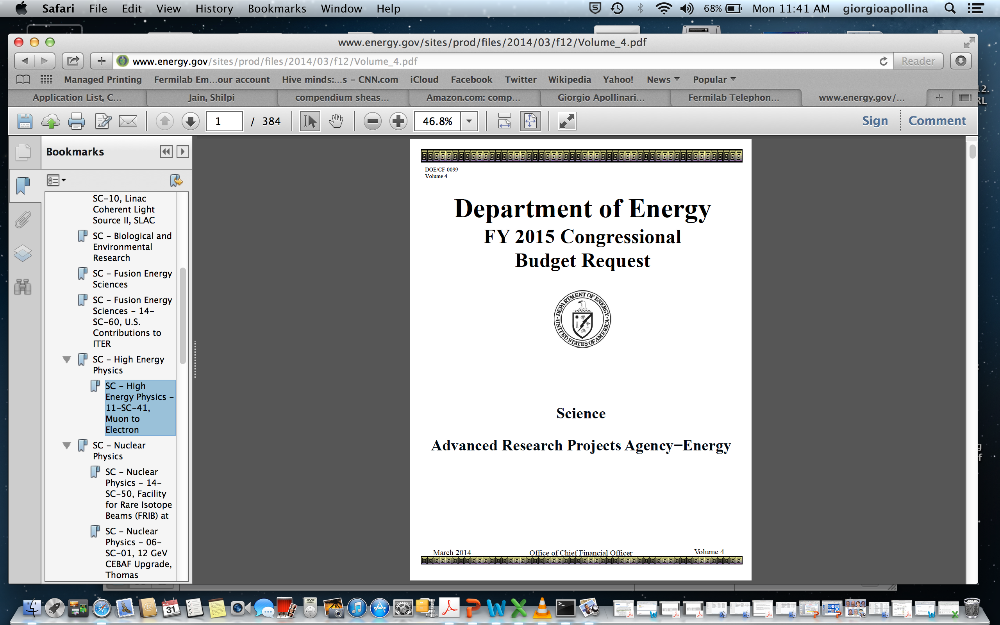 Safari File Edit View History Bookmarks Window Help 68% Mon 11:41 AM giorgioapollina
www.energy.gov/sites/prod/files/2014/03/f12/Volume_4.pdf
www.energy.gov/sites/prod/files/2014/03/f12/Volume_4.pdf Reader
Managed Printing Fermilab Em...our account Hive minds:...s – CNN.com iCloud Facebook Twitter Wikipedia Yahoo! News Popular
Application List, C... Jain, Shilpi compendium sheas... Amazon.com: comp... Giorgio Apollinari... Fermilab Telephon... www.energy.gov/...
12.
RL
1 / 384 46.8% Sign Comment
Bookmarks
SC-10, Linac
Coherent Light
Source II, SLAC
SC – Biological and
Environmental
Research
SC – Fusion Energy
Sciences
SC – Fusion Energy
Sciences – 14-
SC-60, U.S.
Contributions to
ITER
SC – High Energy
Physics
SC – High
Energy Physics –
11-SC-41,
Muon to
Electron
SC – Nuclear
Physics
SC – Nuclear
Physics – 14-
SC-50, Facility
for Rare Isotope
Beams (FRIB) at
SC – Nuclear
Physics – 06-
SC-01, 12 GeV
CEBAF Upgrade,
Thomas
DOE/CF-0099
Volume 4
Department of Energy
FY 2015 Congressional
Budget Request
DEPARTMENT OF ENERGY
UNITED STATES OF AMERICA
Science
Advanced Research Projects Agency–Energy
March 2014 Office of Chief Financial Officer Volume 4
MAR
31
DVD